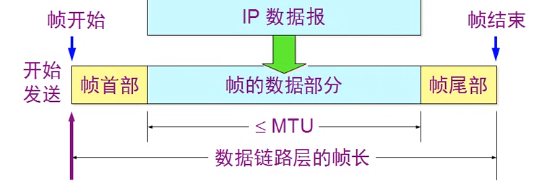 IP 数据报
帧开始
帧结束
开始
发送
帧首部
帧的数据部分
帧尾部
≤ MTU
数据链路层的帧长